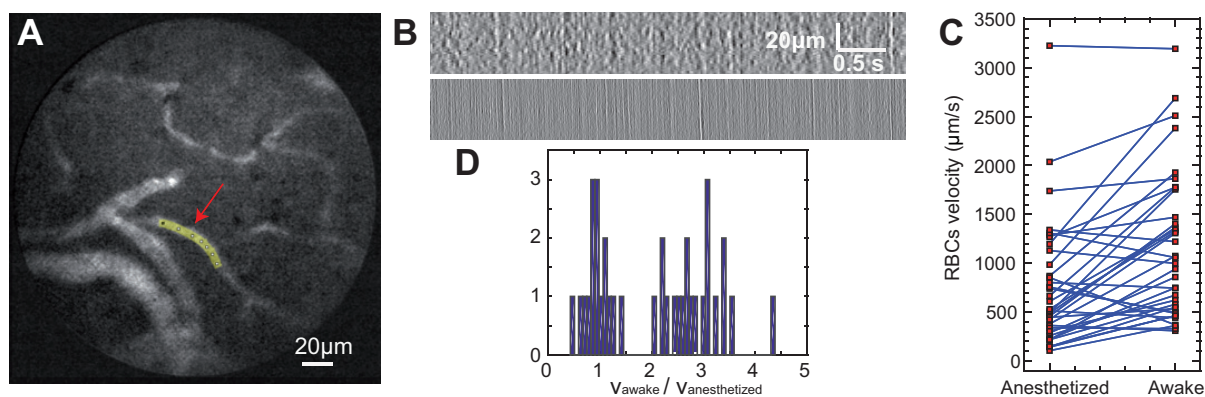 A
20µm
B
20µm
0.5 s
D
3
2
1
0
0 1 2 3 4 5
vawake / vanesthetized
C
RBCs velocity (µm/s)
3500
3000
2500
2000
1500
1000
500
0
Anesthetized Awake